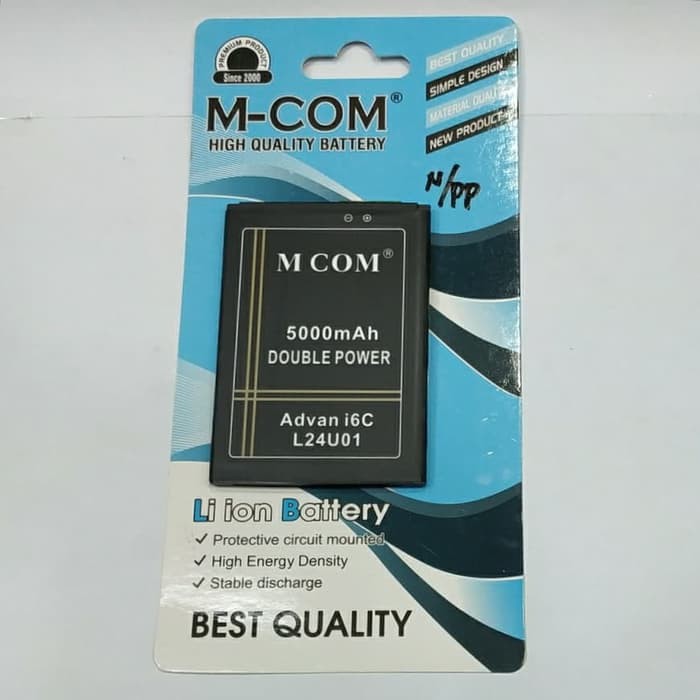 PREMIUM PRODUCT
Since 2000
M-COM®
HIGH QUALITY BATTERY
BEST QUALITY
SIMPLE DESIGN
MATERIAL QUALITY
NEW PRODUCT
N/PP
M COM®
5000mAh
DOUBLE POWER
Advan i6C
L24U01
Li ion Battery
✓ Protective circuit mounted
✓ High Energy Density
✓ Stable discharge
BEST QUALITY